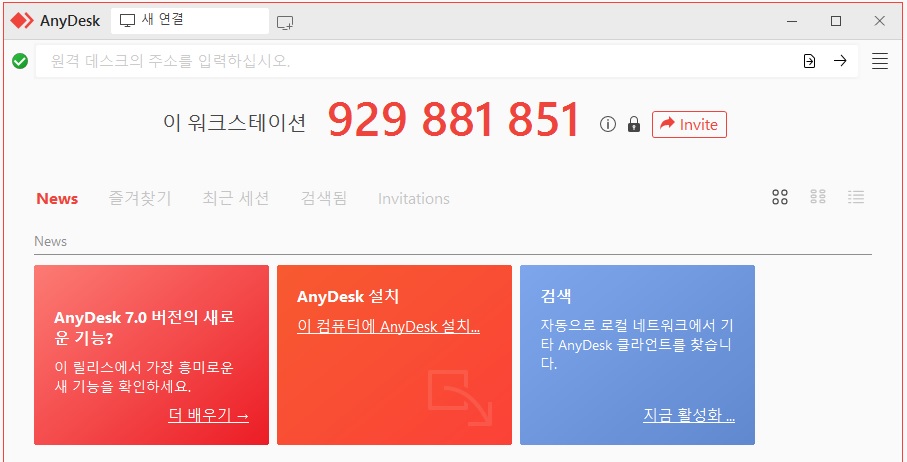 AnyDesk
새 연결
원격 데스크의 주소를 입력하십시오.
이 워크스테이션 929 881 851 Invite
News 즐겨찾기 최근 세션 검색됨 Invitations
News
AnyDesk 7.0 버전의 새로
운 기능?
이 릴리스에서 가장 흥미로운
새 기능을 확인하세요.
더 배우기 →
AnyDesk 설치
이 컴퓨터에 AnyDesk 설치...
검색
자동으로 로컬 네트워크에서 기
타 AnyDesk 클라언트를 찾습니
다.
지금 활성화 ...